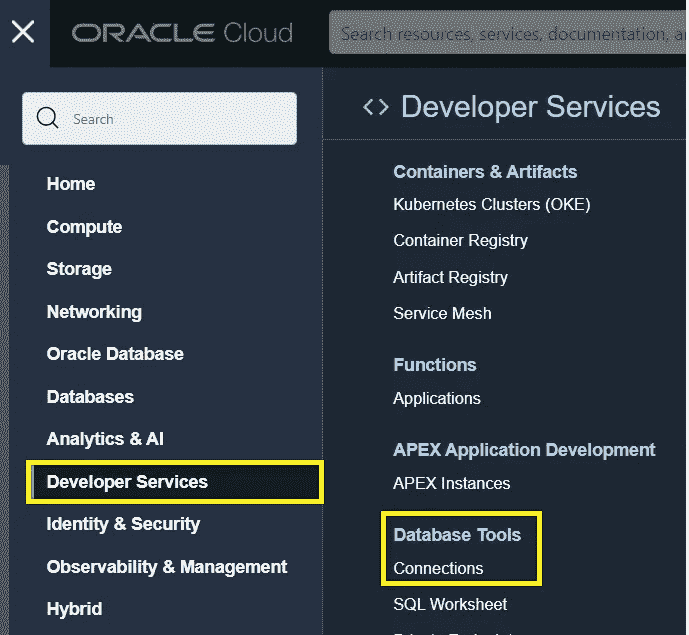 ORACLE Cloud
Search resources, services, documentation,
Search
Home
Compute
Storage
Networking
Oracle Database
Databases
Analytics & AI
Developer Services
Identity & Security
Observability & Management
Hybrid
<> Developer Services
Containers & Artifacts
Kubernetes Clusters (OKE)
Container Registry
Artifact Registry
Service Mesh
Functions
Applications
APEX Application Development
APEX Instances
Database Tools
Connections
SQL Worksheet